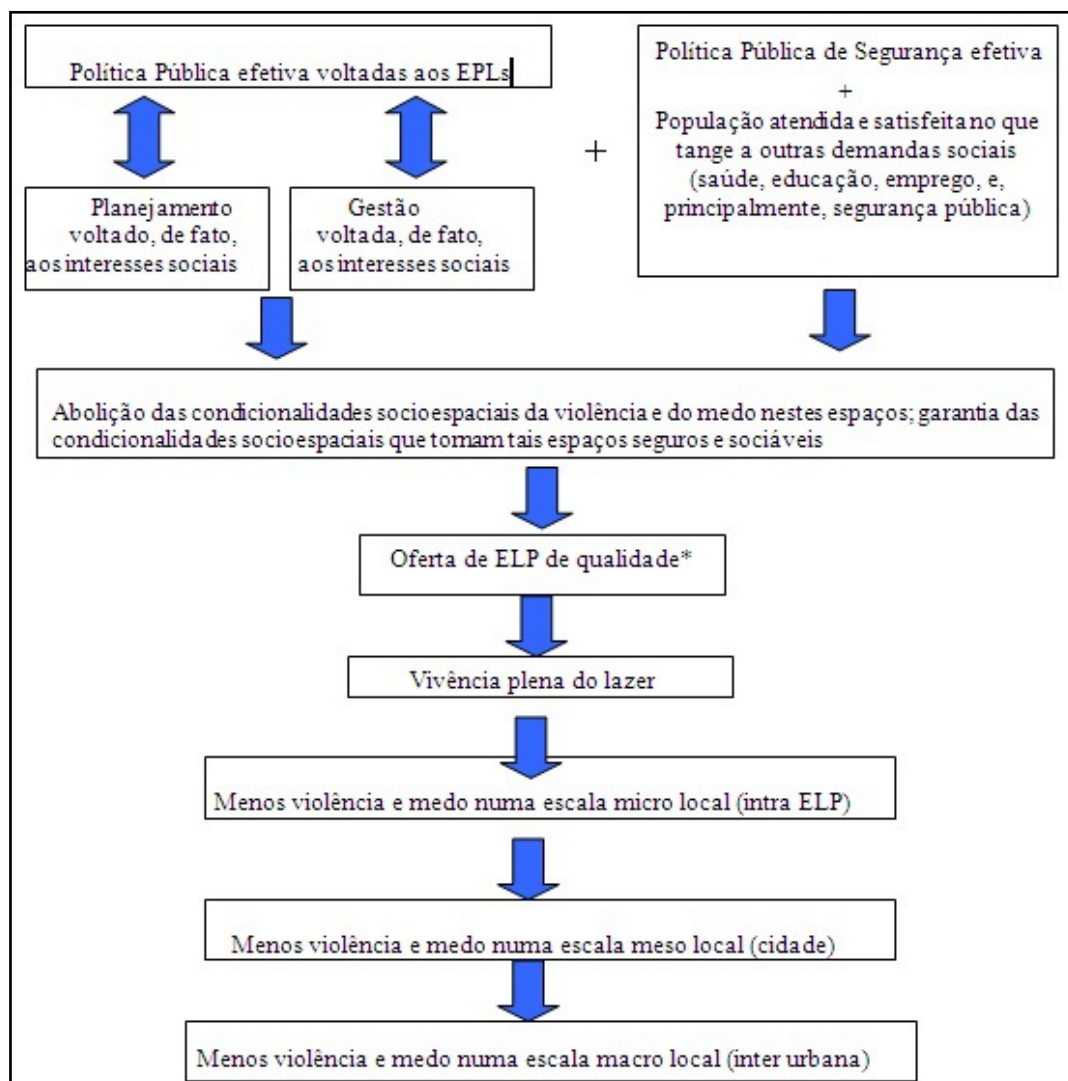 Política Pública efetiva voltadas aos EPLs
Planejamento
voltado, de fato,
aos interesses sociais
Gestão
voltada, de fato,
aos interesses sociais
+
Política Pública de Segurança efetiva
+
População atendida e satisfeita no que
tange a outras demandas sociais
(saúde, educação, emprego, e,
principalmente, segurança pública)
Abolição das condicionalidades socioespaciais da violência e do medo nestes espaços; garantia das
condicionalidades socioespaciais que tornam tais espaços seguros e sociáveis
Oferta de ELP de qualidade*
Vivência plena do lazer
Menos violência e medo numa escala micro local (intra ELP)
Menos violência e medo numa escala meso local (cidade)
Menos violência e medo numa escala macro local (inter urbana)